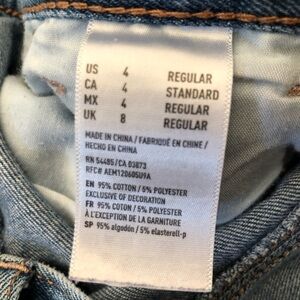 US 4 REGULAR
CA 4 STANDARD
MX 4 REGULAR
UK 8 REGULAR
MADE IN CHINA / FABRIQUÉ EN CHINE /
HECHO EN CHINA
RN 54485/CA 03873
RFC# AEM120605U9A
EN 95% COTTON / 5% POLYESTER
EXCLUSIVE OF DECORATION
FR 95% COTTON / 5% POLYESTER
À L'EXCEPTION DE LA GARNITURE
SP 95% algodón / 5% elasterell-p